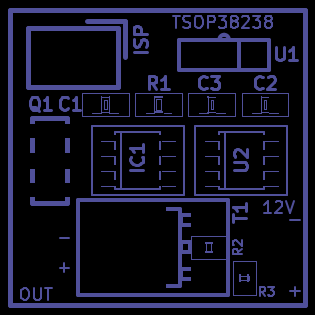 TSOP38238
ISP
U1
R1 C3 C2
Q1 C1
IC1
U2
T1
12V
−
−
R2
+
OUT
R3
+